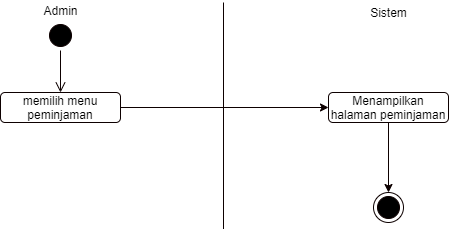 Admin
Sistem
memilih menu
peminjaman
Menampilkan
halaman peminjaman